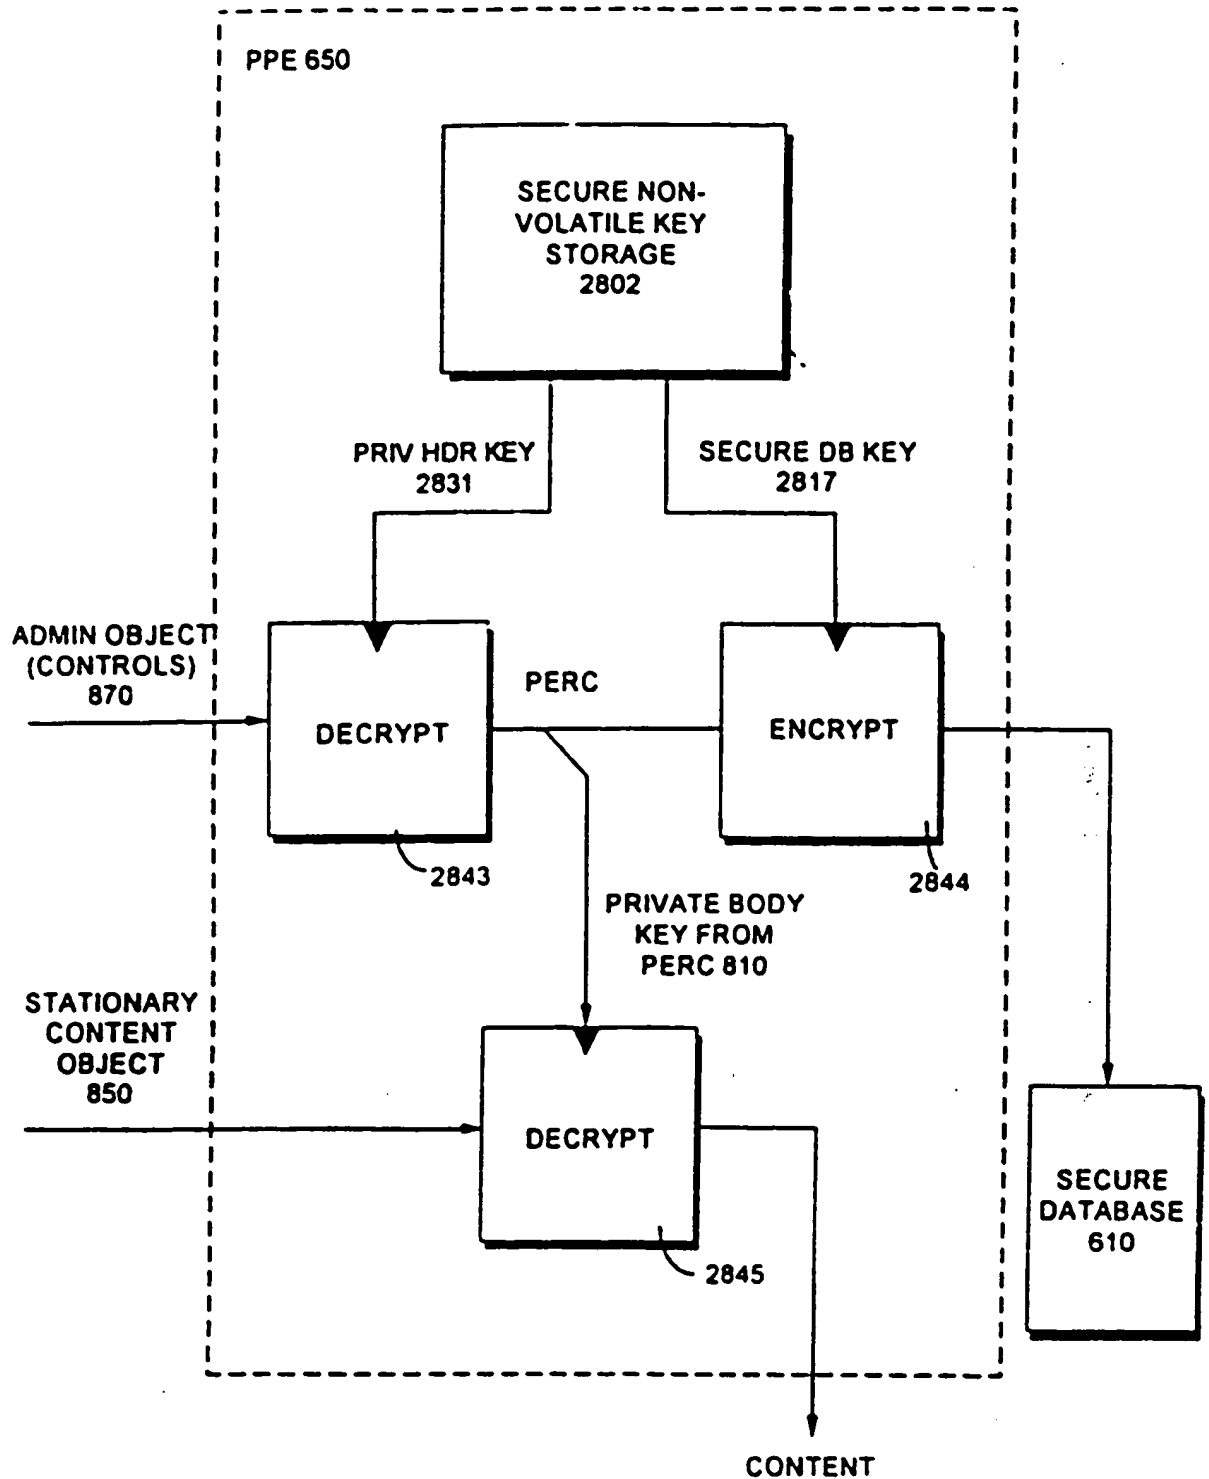 PPE 650
SECURE NON-
VOLATILE KEY
STORAGE
2802
PRIV HDR KEY
2831
SECURE DB KEY
2817
ADMIN OBJECT
(CONTROLS)
870
DECRYPT
PERC
ENCRYPT
2843
2844
PRIVATE BODY
KEY FROM
PERC 810
STATIONARY
CONTENT
OBJECT
850
DECRYPT
2845
SECURE
DATABASE
610
CONTENT